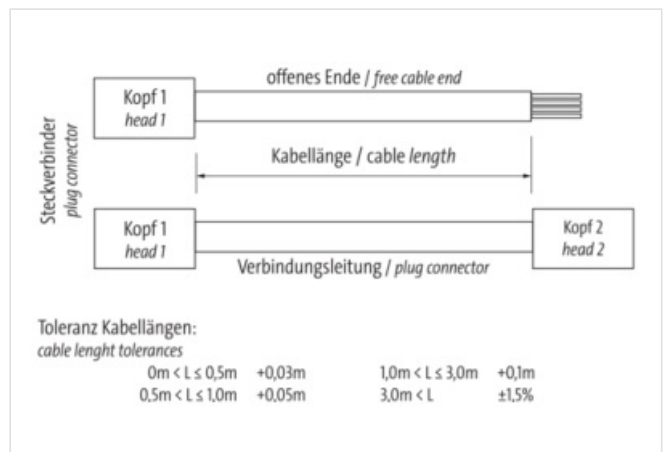 offenes Ende / free cable end
Kopf 1
head 1
Steckverbinder
plug connector
Kabellänge / cable length
Kopf 1
head 1
Kopf 2
head 2
Verbindungsleitung / plug connector
Toleranz Kabellängen:
cable lenght tolerances
0m < L ≤ 0,5m +0,03m 1,0m < L ≤ 3,0m +0,1m
0,5m < L ≤ 1,0m +0,05m 3,0m < L ±1,5%